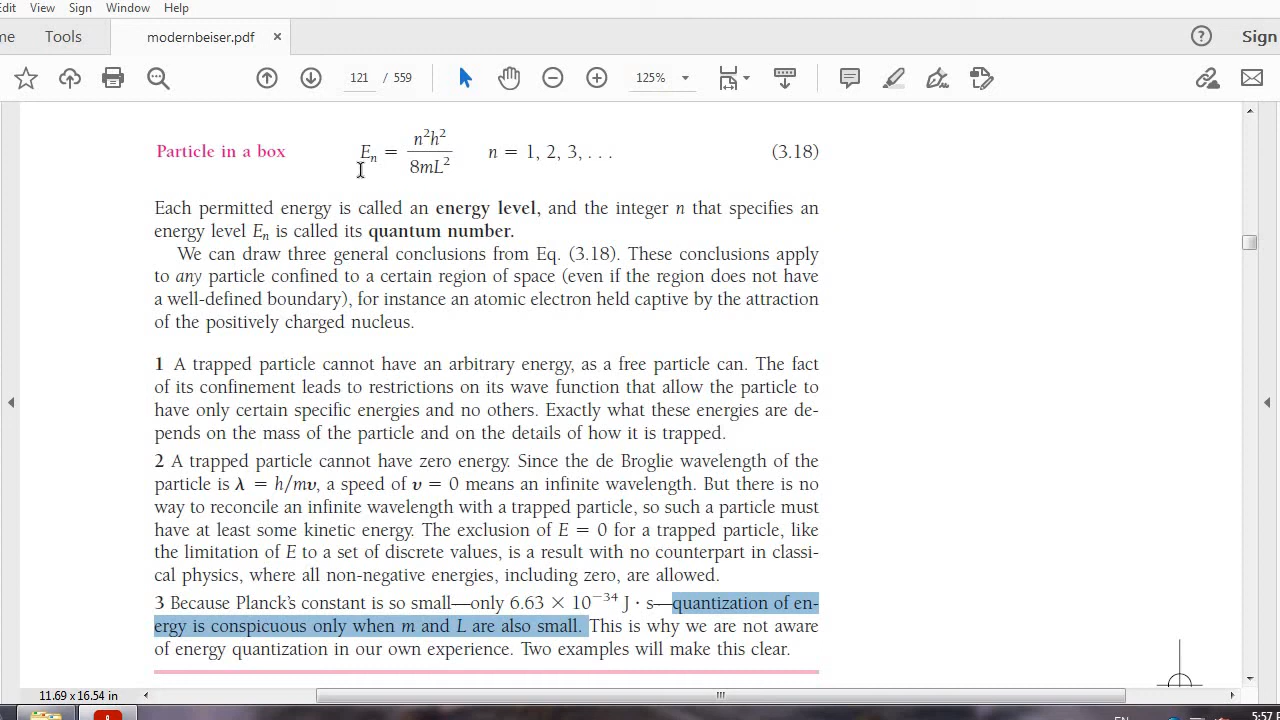 Edit View Sign Window Help
me Tools modernbeiser.pdf × ? Sign
121 / 559 125%
Particle in a box Eₙ = n²h² / 8mL² n = 1, 2, 3, . . . (3.18)
Each permitted energy is called an energy level, and the integer n that specifies an
energy level Eₙ is called its quantum number.
We can draw three general conclusions from Eq. (3.18). These conclusions apply
to any particle confined to a certain region of space (even if the region does not have
a well-defined boundary), for instance an atomic electron held captive by the attraction
of the positively charged nucleus.
1 A trapped particle cannot have an arbitrary energy, as a free particle can. The fact
of its confinement leads to restrictions on its wave function that allow the particle to
have only certain specific energies and no others. Exactly what these energies are de-
pends on the mass of the particle and on the details of how it is trapped.
2 A trapped particle cannot have zero energy. Since the de Broglie wavelength of the
particle is λ = h/mv, a speed of v = 0 means an infinite wavelength. But there is no
way to reconcile an infinite wavelength with a trapped particle, so such a particle must
have at least some kinetic energy. The exclusion of E = 0 for a trapped particle, like
the limitation of E to a set of discrete values, is a result with no counterpart in classi-
cal physics, where all non-negative energies, including zero, are allowed.
3 Because Planck's constant is so small—only 6.63 × 10⁻³⁴ J · s—quantization of en-
ergy is conspicuous only when m and L are also small. This is why we are not aware
of energy quantization in our own experience. Two examples will make this clear.
11.69 x 16.54 in
EN 5:57